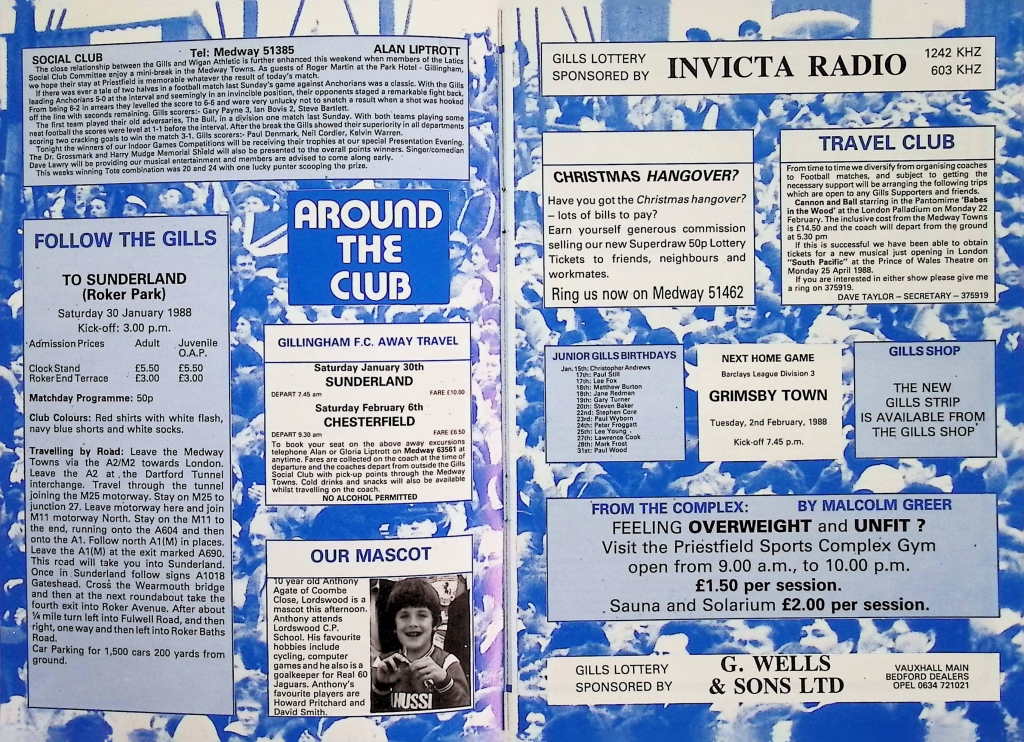 SOCIAL CLUB Tel: Medway 51385 ALAN LIPTROTT
The close relationship between the Gills and Wigan Athletic is further enhanced this weekend when members of the Latics
Social Club Committee enjoy a mini-break in the Medway Towns. As guests of Roger Martin at the Park Hotel - Gillingham,
we hope their stay at Priestfield is memorable whatever the result of today's match.
If there was ever a tale of two halves in a football match last Sunday's game against Anchorians was a classic. With the Gills
leading Anchorians 5-0 at the interval and seemingly in an invincible position, their opponents staged a remarkable fight back.
From being 6-2 in arrears they levelled the score to 6-6 and were very unlucky not to snatch a result when a shot was hooked
off the line with seconds remaining. Gills scorers:- Gary Payne 3, Ian Bovis 2, Steve Bartlett.
The first team played their old adversaries, The Bull, in a division one match last Sunday. With both teams playing some
neat football the scores were level at 1-1 before the interval. After the break the Gills showed their superiority in all departments
scoring two cracking goals to win the match 3-1. Gills scorers:- Paul Denmark, Neil Cordier, Kelvin Warren.
Tonight the winners of our Indoor Games Competitions will be receiving their trophies at our special Presentation Evening.
The Dr. Grossmark and Harry Mudge Memorial Shield will also be presented to the overall points winners. Singer/comedian
Dave Lawry will be providing our musical entertainment and members are advised to come along early.
This weeks winning Tote combination was 20 and 24 with one lucky punter scooping the prize.
FOLLOW THE GILLS
TO SUNDERLAND
(Roker Park)
Saturday 30 January 1988
Kick-off: 3.00 p.m.
Admission Prices Adult Juvenile
O.A.P.
Clock Stand £5.50 £5.50
Roker End Terrace £3.00 £3.00
Matchday Programme: 50p
Club Colours: Red shirts with white flash,
navy blue shorts and white socks.
Travelling by Road: Leave the Medway
Towns via the A2/M2 towards London.
Leave the A2 at the Dartford Tunnel
interchange. Travel through the tunnel
joining the M25 motorway. Stay on M25 to
junction 27. Leave motorway here and join
M11 motorway North. Stay on the M11 to
the end, running onto the A604 and then
onto the A1. Follow north A1(M) in places.
Leave the A1(M) at the exit marked A690.
This road will take you into Sunderland.
Once in Sunderland follow signs A1018
Gateshead. Cross the Wearmouth bridge
and then at the next roundabout take the
fourth exit into Roker Avenue. After about
¼ mile turn left into Fulwell Road, and then
right, one way and then left into Roker Baths
Road.
Car Parking for 1,500 cars 200 yards from
ground.
AROUND
THE
CLUB
GILLINGHAM F.C. AWAY TRAVEL
Saturday January 30th
SUNDERLAND
DEPART 7.45 am FARE £10.00
Saturday February 6th
CHESTERFIELD
DEPART 9.30 am FARE £6.50
To book your seat on the above away excursions
telephone Alan or Gloria Liptrott on Medway 63561 at
anytime. Fares are collected on the coach at the time of
departure and the coaches depart from outside the Gills
Social Club with pick-up points through the Medway
Towns. Cold drinks and snacks will also be available
whilst travelling on the coach.
NO ALCOHOL PERMITTED
OUR MASCOT
10 year old Anthony
Agate of Coombe
Close, Lordswood is a
mascot this afternoon.
Anthony attends
Lordswood C.P.
School. His favourite
hobbies include
cycling, computer
games and he also is a
goalkeeper for Real 60
Jaguars. Anthony's
favourite players are
Howard Pritchard and
David Smith.
HUSSI
GILLS LOTTERY
SPONSORED BY INVICTA RADIO 1242 KHZ
603 KHZ
CHRISTMAS HANGOVER?
Have you got the Christmas hangover?
– lots of bills to pay?
Earn yourself generous commission
selling our new Superdraw 50p Lottery
Tickets to friends, neighbours and
workmates.
Ring us now on Medway 51462
TRAVEL CLUB
From time to we diversify from organising coaches
to Football matches, and subject to getting the
necessary support will be arranging the following trips
which are open to any Gills Supporters and friends.
Cannon and Ball starring in the Pantomime 'Babes
in the Wood' at the London Palladium on Monday 22
February. The inclusive cost from the Medway Towns
is £14.50 and the coach will depart from the ground
at 5.30 pm
If this is successful we have been able to obtain
tickets for a new musical just opening in London
"South Pacific" at the Prince of Wales Theatre on
Monday 25 April 1988.
If you are interested in either show please give me
a ring on 375919.
DAVE TAYLOR – SECRETARY – 375919
JUNIOR GILLS BIRTHDAYS
Jan. 15th: Christopher Andrews
17th: Paul Still
17th: Lee Fox
18th: Matthew Burton
18th: Jane Redman
19th: Gary Turner
20th: Steven Baker
22nd: Stephen Core
23rd: Paul Wyborn
24th: Peter Froggatt
25th: Lee Young
27th: Lawrence Cook
28th: Mark Frost
31st: Paul Wood
NEXT HOME GAME
Barclays League Division 3
GRIMSBY TOWN
Tuesday, 2nd February, 1988
Kick-off 7.45 p.m.
GILLS SHOP
THE NEW
GILLS STRIP
IS AVAILABLE FROM
THE GILLS SHOP
FROM THE COMPLEX: BY MALCOLM GREER
FEELING OVERWEIGHT and UNFIT ?
Visit the Priestfield Sports Complex Gym
open from 9.00 a.m., to 10.00 p.m.
£1.50 per session.
Sauna and Solarium £2.00 per session.
GILLS LOTTERY
SPONSORED BY G. WELLS
& SONS LTD VAUXHALL MAIN
BEDFORD DEALERS
OPEL 0634 721021